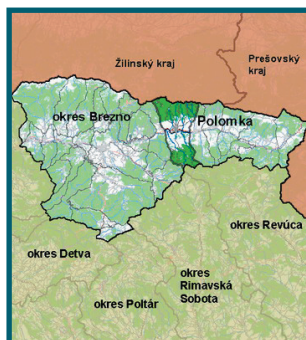 Žilinský kraj
Prešovský
kraj
okres Brezno
Polomka
okres Revúca
okres Detva
okres
Rimavská
Sobota
okres Poltár